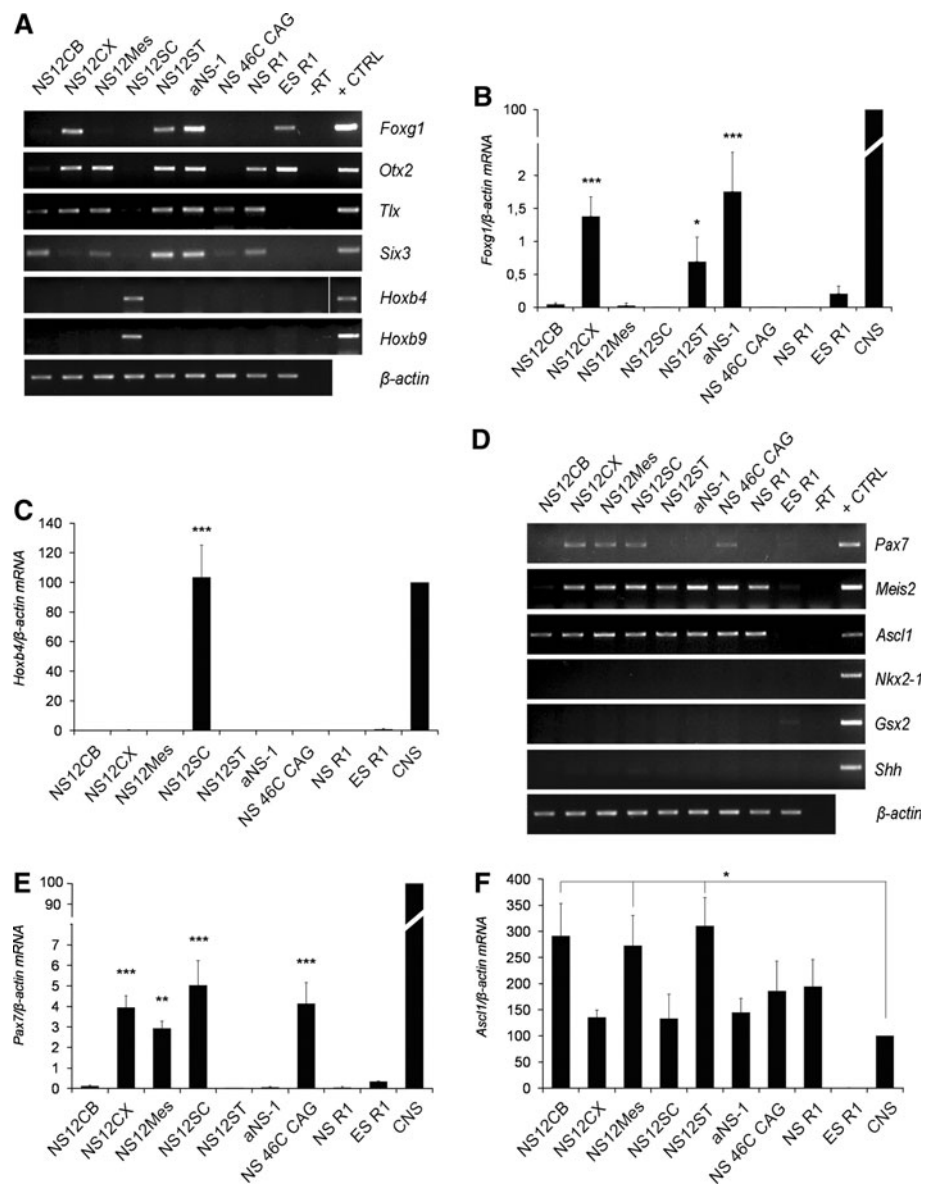 A
NS12CB
NS12CX
NS12Mes
NS12SC
NS12ST
aNS-1
NS 46C CAG
NS R1
ES R1
-RT
+ CTRL
Foxg1
Otx2
Tlx
Six3
Hoxb4
Hoxb9
β-actin
B
Foxg1/β-actin mRNA
100
2
1,5
1
0,5
0
***
*
***
NS12CB
NS12CX
NS12Mes
NS12SC
NS12ST
aNS-1
NS 46C CAG
NS R1
ES R1
CNS
C
Hoxb4/β-actin mRNA
140
120
100
80
60
40
20
0
***
NS12CB
NS12CX
NS12Mes
NS12SC
NS12ST
aNS-1
NS 46C CAG
NS R1
ES R1
CNS
D
NS12CB
NS12CX
NS12Mes
NS12SC
NS12ST
aNS-1
NS 46C CAG
NS R1
ES R1
-RT
+ CTRL
Pax7
Meis2
Ascl1
Nkx2-1
Gsx2
Shh
β-actin
E
Pax7/β-actin mRNA
100
90
7
6
5
4
3
2
1
0
***
**
***
***
NS12CB
NS12CX
NS12Mes
NS12SC
NS12ST
aNS-1
NS 46C CAG
NS R1
ES R1
CNS
F
Ascl1/β-actin mRNA
400
350
300
250
200
150
100
50
0
*
NS12CB
NS12CX
NS12Mes
NS12SC
NS12ST
aNS-1
NS 46C CAG
NS R1
ES R1
CNS